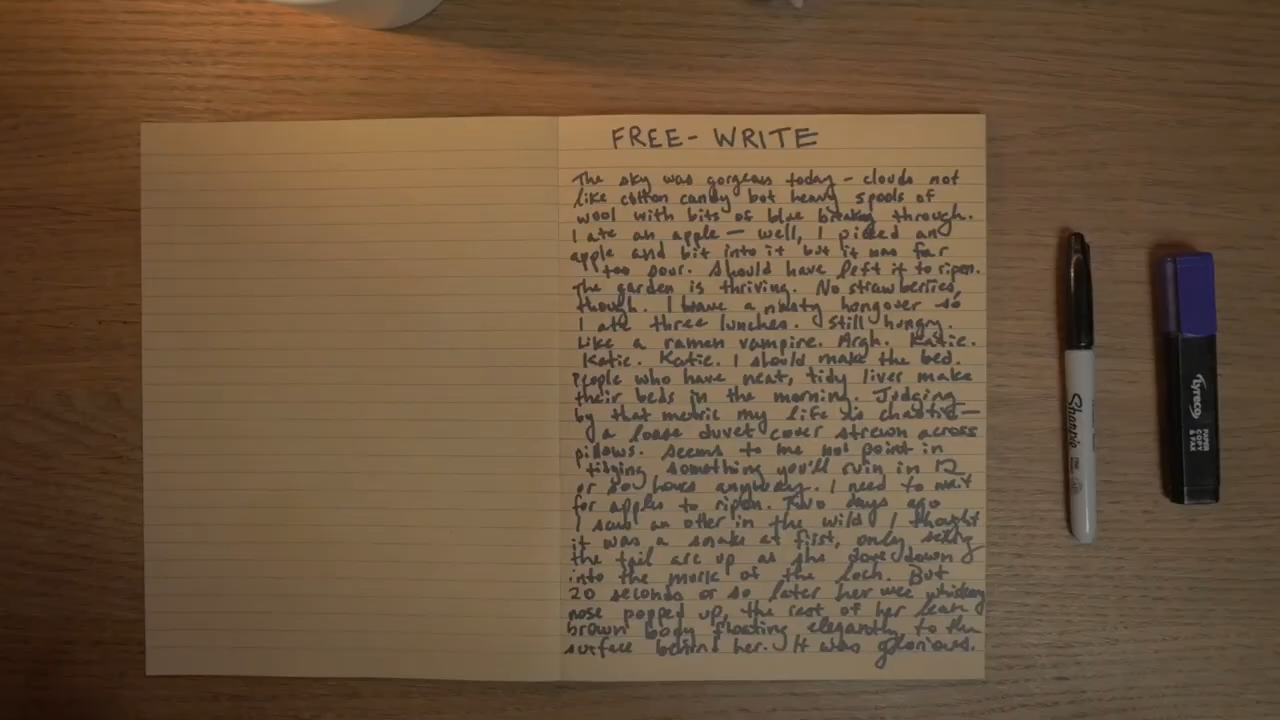 FREE-WRITE
The sky was gorgeous today - clouds not
like cotton candy but heavy spools of
wool with bits of blue breaking through.
I ate an apple — well, I picked an
apple and bit into it but it was far
too sour. Should have left it to ripen.
The garden is thriving. No strawberries,
though. I have a nasty hangover so
I ate three lunches. Still hungry.
Like a ramen vampire. Argh. Katie.
Katie. Katie. I should make the bed.
People who have neat, tidy lives make
their beds in the morning. Judging
by that metric my life is chaotic—
a loose duvet cover strewn across
pillows. Seems to me no point in
tidying something you'll ruin in 12
or so hours anyway. I need to wait
for apples to ripen. Two days ago
I saw an otter in the wild I thought
it was a snake at first, only seeing
the tail arc up as she dove down
into the murk of the loch. But
20 seconds or so later her wee whiskery
nose popped up, the rest of her lean
brown body floating elegantly to the
surface behind her. It was glorious.
Sharpie
Tyreco
PAPER
COPY
& FAX